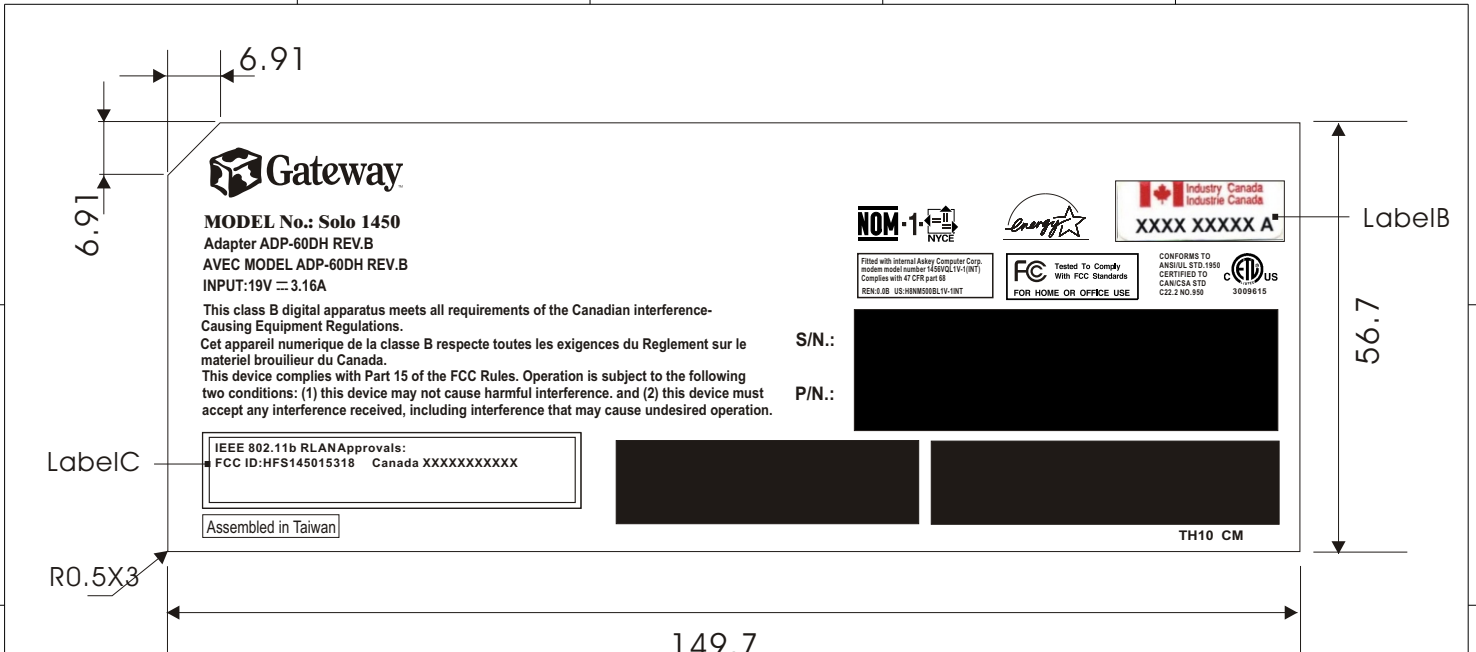 6.91
6.91
Gateway
MODEL No.: Solo 1450
Adapter ADP-60DH REV.B
AVEC MODEL ADP-60DH REV.B
INPUT:19V ⎓ 3.16A
This class B digital apparatus meets all requirements of the Canadian interference-
Causing Equipment Regulations.
Cet appareil numerique de la classe B respecte toutes les exigences du Reglement sur le
materiel brouilieur du Canada.
This device complies with Part 15 of the FCC Rules. Operation is subject to the following
two conditions: (1) this device may not cause harmful interference. and (2) this device must
accept any interference received, including interference that may cause undesired operation.
NOM-1-
NYCE
energy
Industry Canada
Industrie Canada
XXXX XXXXX A
LabelB
Fitted with internal Askey Computer Corp.
modem model number 1456VQL1V-1(INT)
Complies with 47 CFR part 68
REN:0.0B US:H8NM500BL1V-1INT
FC Tested To Comply
With FCC Standards
FOR HOME OR OFFICE USE
CONFORMS TO
ANSI/UL STD.1950
CERTIFIED TO
CAN/CSA STD
C22.2 NO.950
C ETL US
3009615
S/N.:
P/N.:
56.7
LabelC
IEEE 802.11b RLANApprovals:
FCC ID:HFS145015318 Canada XXXXXXXXXXX
Assembled in Taiwan
TH10 CM
R0.5X3
149.7